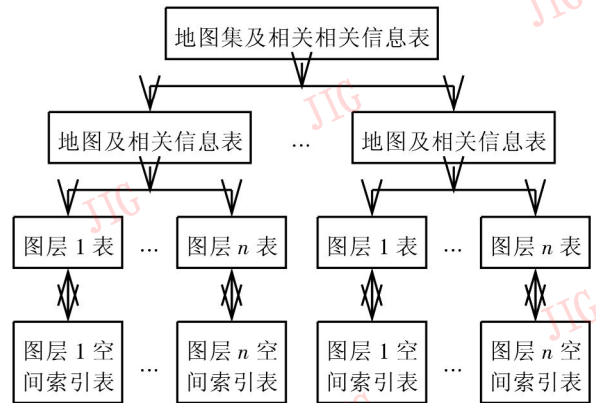 JIG
地图集及相关相关信息表
JIG
地图及相关信息表 … 地图及相关信息表
JIG
图层 1 表 … 图层 n 表 图层 1 表 … 图层 n 表
JIG
图层 1 空 图层 n 空 图层 1 空 图层 n 空
… … 
间索引表 间索引表 间索引表 间索引表